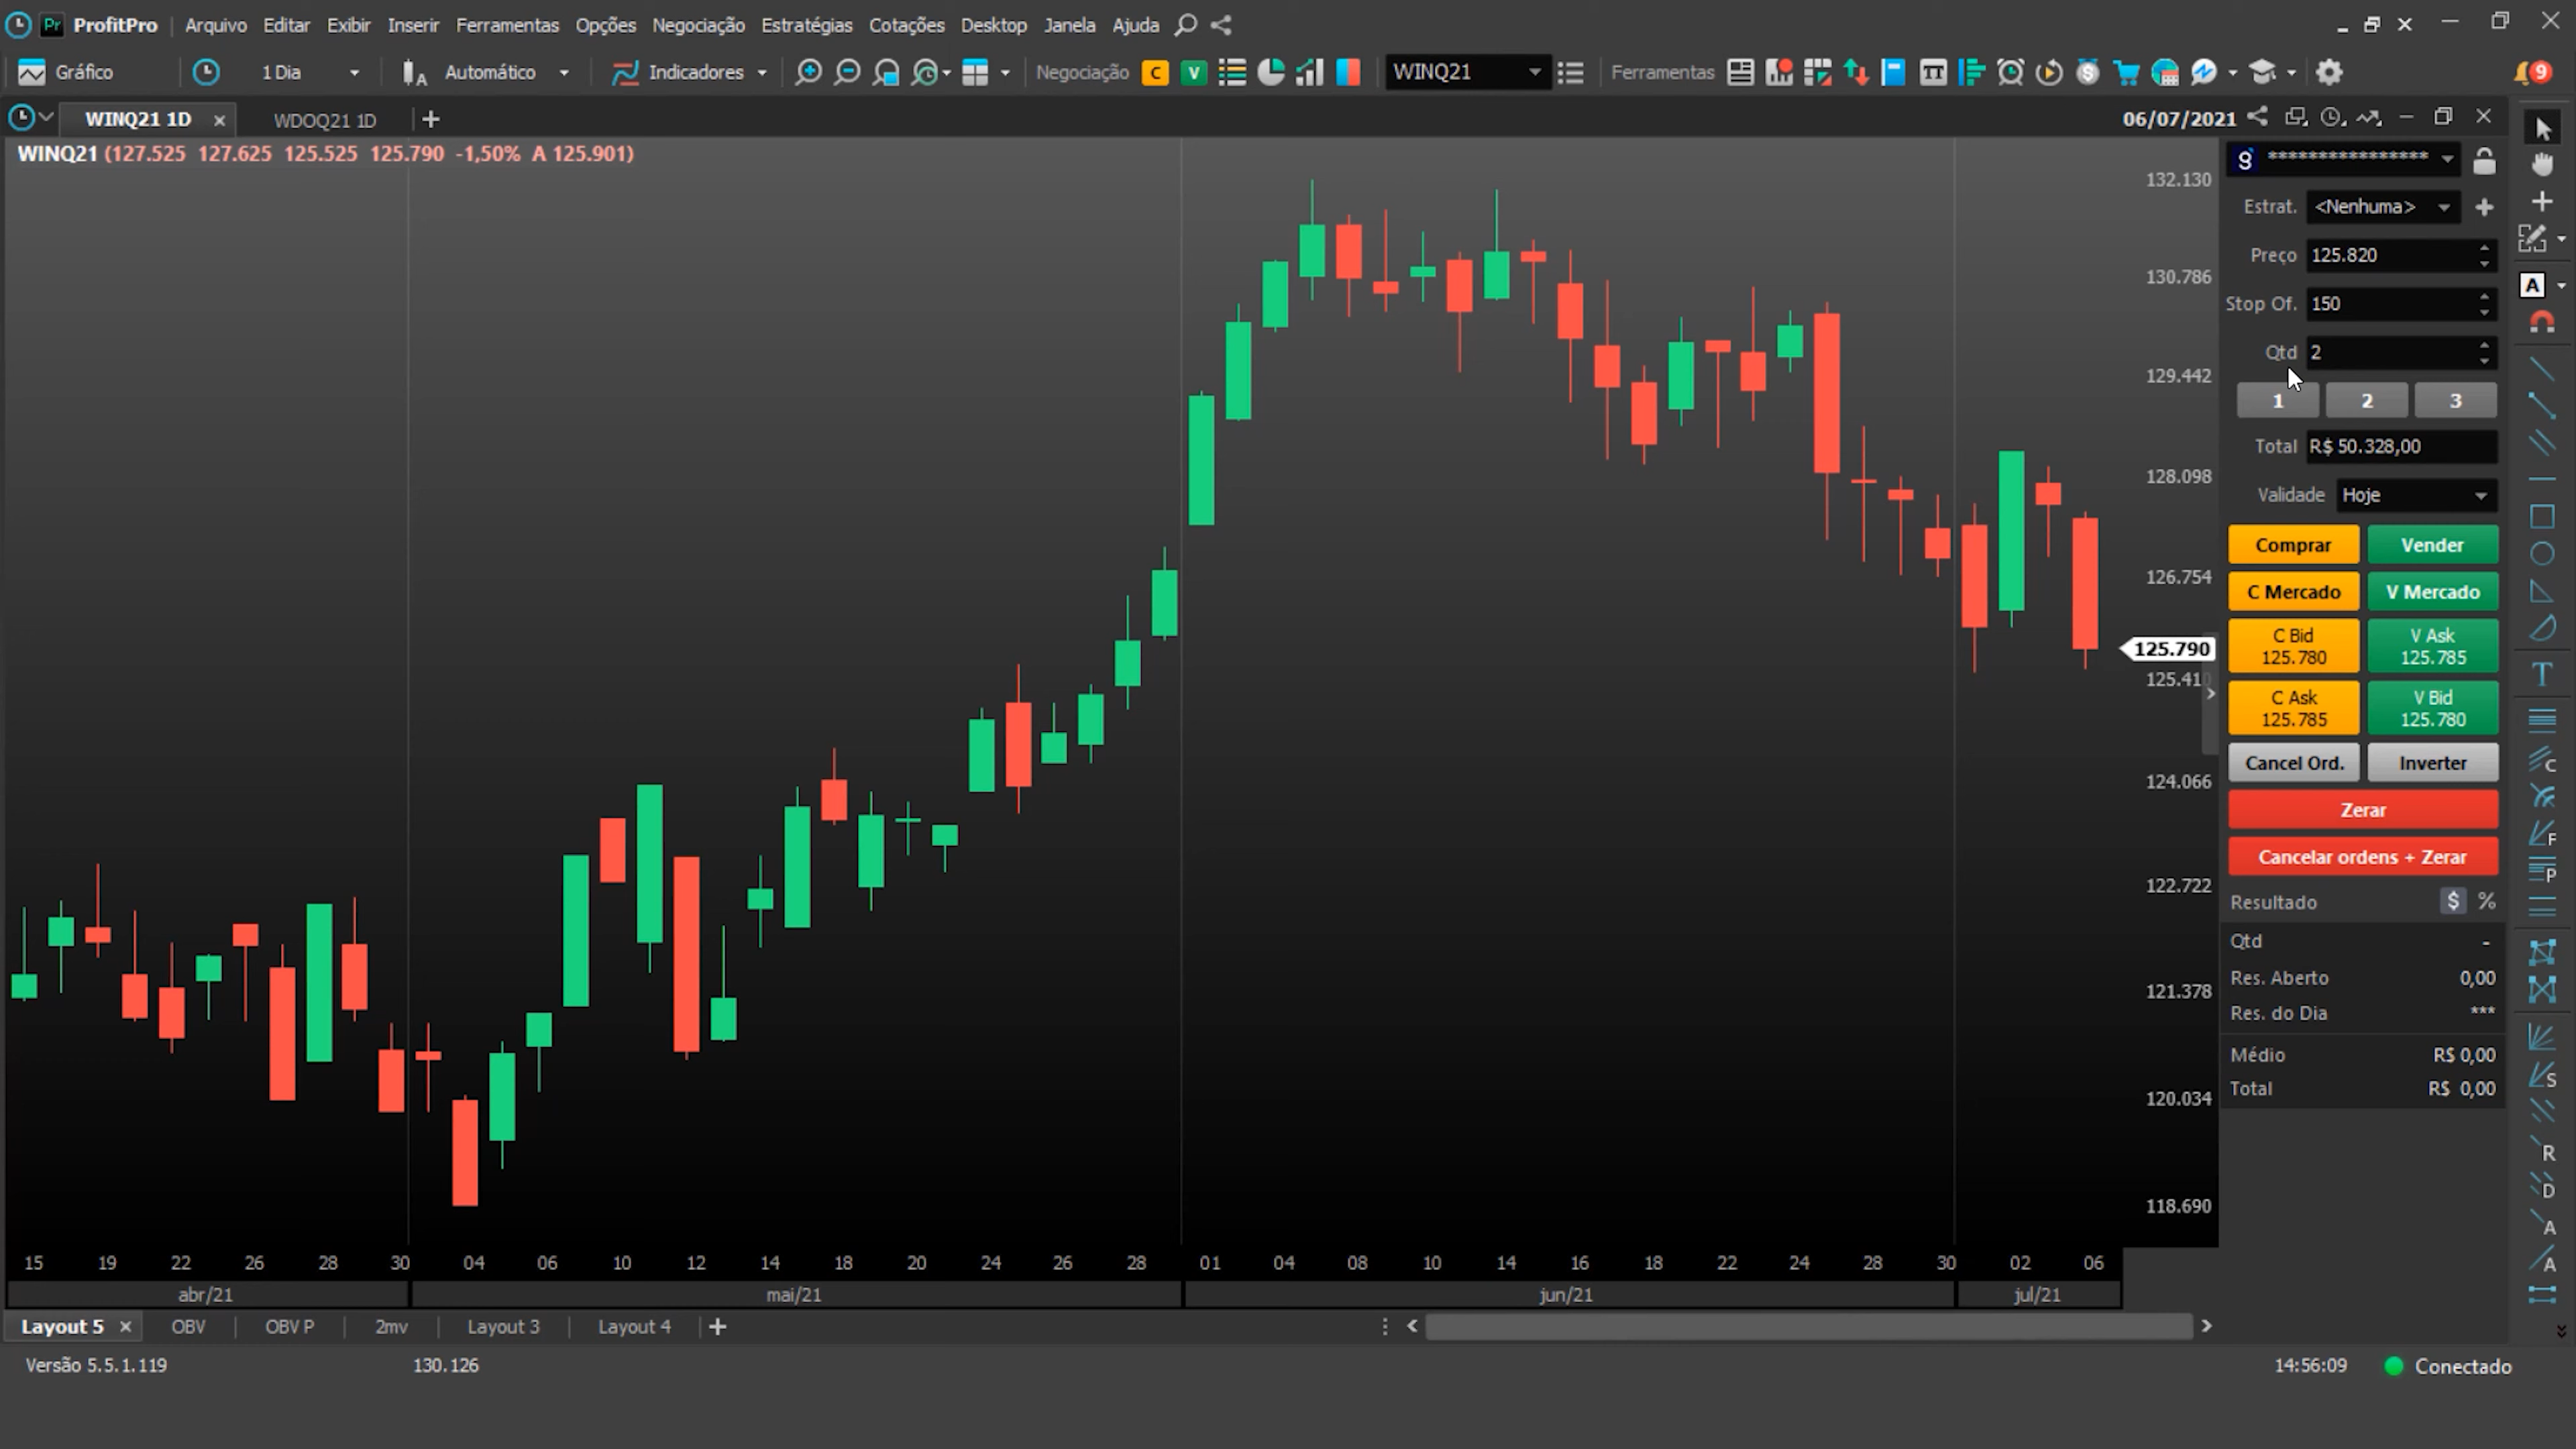 Pr ProfitPro Arquivo Editar Exibir Inserir Ferramentas Opções Negociação Estratégias Cotações Desktop Janela Ajuda
Gráfico 1 Dia A Automático Indicadores Negociação C V WINQ21 Ferramentas TT $ 9
WINQ21 1D WDOQ21 1D 06/07/2021
WINQ21 (127.525 127.625 125.525 125.790 -1,50% A 125.901)
132.130
130.786
129.442
128.098
126.754
125.790
125.410
124.066
122.722
121.378
120.034
118.690
15 19 22 26 28 30 04 06 10 12 14 18 20 24 26 28 01 04 08 10 14 16 18 22 24 28 30 02 06
abr/21 mai/21 jun/21 jul/21
****************
Estrat. <Nenhuma>
Preço 125.820
Stop Of. 150
Qtd 2
1 2 3
Total R$ 50.328,00
Validade Hoje
Comprar Vender
C Mercado V Mercado
C Bid V Ask
125.780 125.785
C Ask V Bid
125.785 125.780
Cancel Ord. Inverter
Zerar
Cancelar ordens + Zerar
Resultado $ %
Qtd -
Res. Aberto 0,00
Res. do Dia ***
Médio R$ 0,00
Total R$ 0,00
A
T
C
F
P
S
R
D
A
A
Layout 5 OBV OBV P 2mv Layout 3 Layout 4
Versão 5.5.1.119 130.126 14:56:09 Conectado